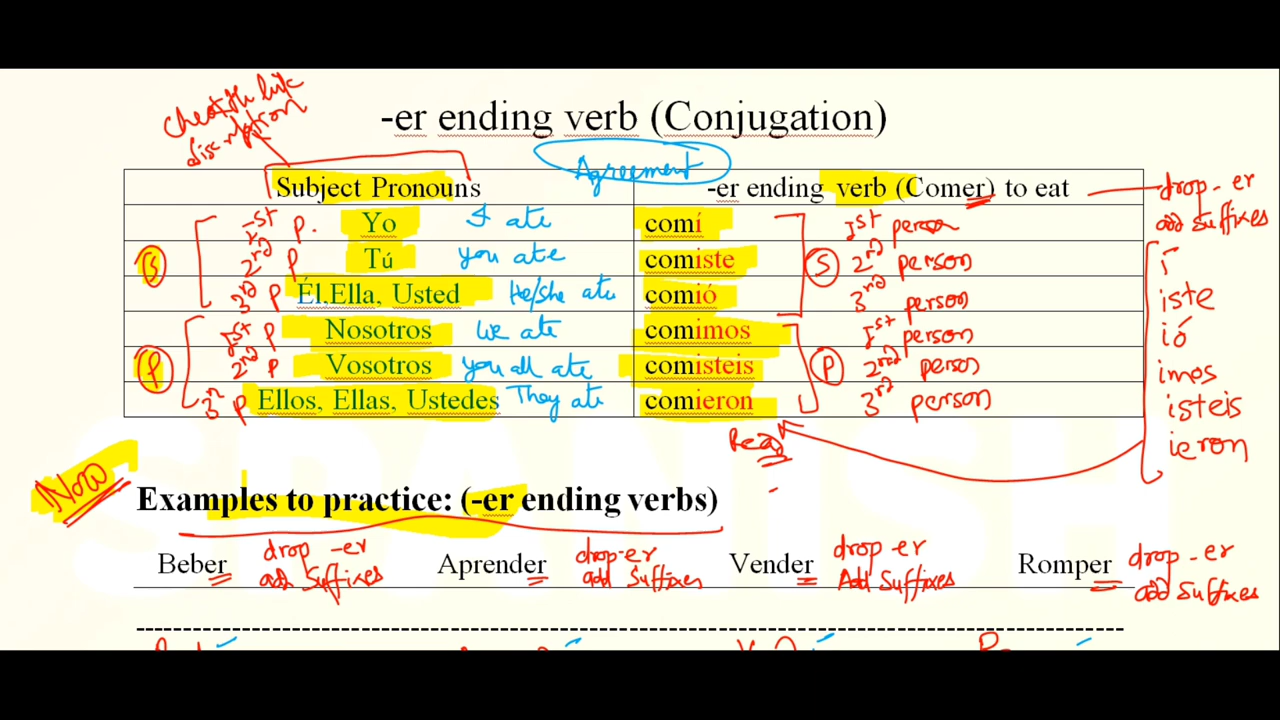 Check the link
discription
-er ending verb (Conjugation)
Agreement
Subject Pronouns -er ending verb (Comer) to eat drop -er
add suffixes
1st p. Yo I ate comí 1st person í
S 2nd p Tú you ate comiste S 2nd person iste
3rd p Él,Ella, Usted He/she ate comió 3rd person ió
1st p Nosotros We ate comimos 1st person imos
P 2nd p Vosotros you all ate comisteis P 2nd person isteis
3rd p Ellos, Ellas, Ustedes They ate comieron 3rd person ieron
Read
Now
Examples to practice: (-er ending verbs)
Beber drop -er add suffixes Aprender drop -er add suffixes Vender drop -er Add suffixes Romper drop -er add suffixes